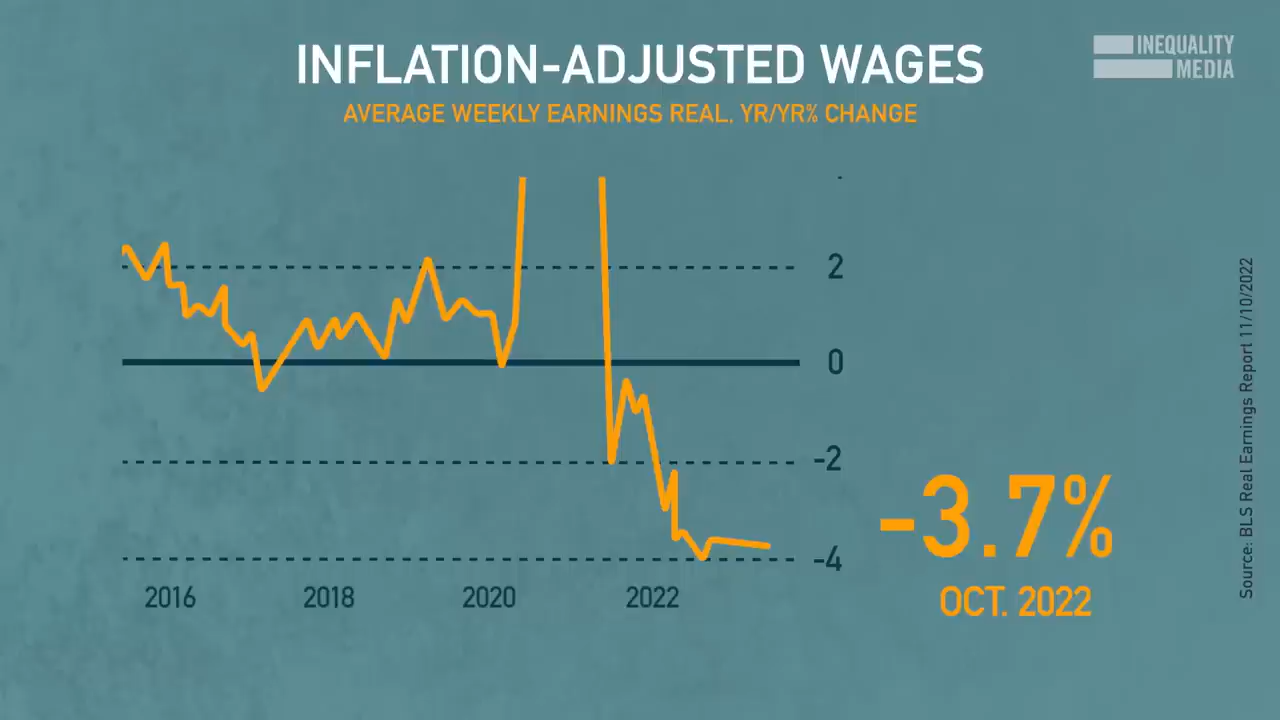 INFLATION-ADJUSTED WAGES
AVERAGE WEEKLY EARNINGS REAL, YR/YR% CHANGE
INEQUALITY
MEDIA
2
0
-2
-4
2016
2018
2020
2022
-3.7%
OCT. 2022
Source: BLS Real Earnings Report 11/10/2022